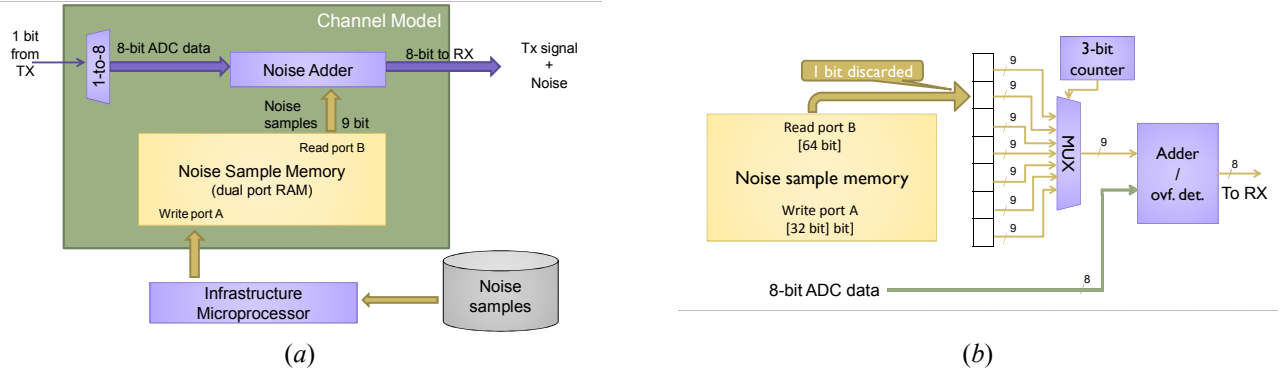 Channel Model
1 bit
from
TX
1-to-8
8-bit ADC data
Noise Adder
8-bit to RX
Tx signal
+
Noise
Noise
samples
9 bit
Read port B
Noise Sample Memory
(dual port RAM)
Write port A
Infrastructure
Microprocessor
Noise
samples
(a)
1 bit discarded
Read port B
[64 bit]
Noise sample memory
Write port A
[32 bit] bit]
9
9
9
9
9
9
9
3-bit
counter
MUX
9
Adder
/
ovf. det.
8
To RX
8-bit ADC data
8
(b)